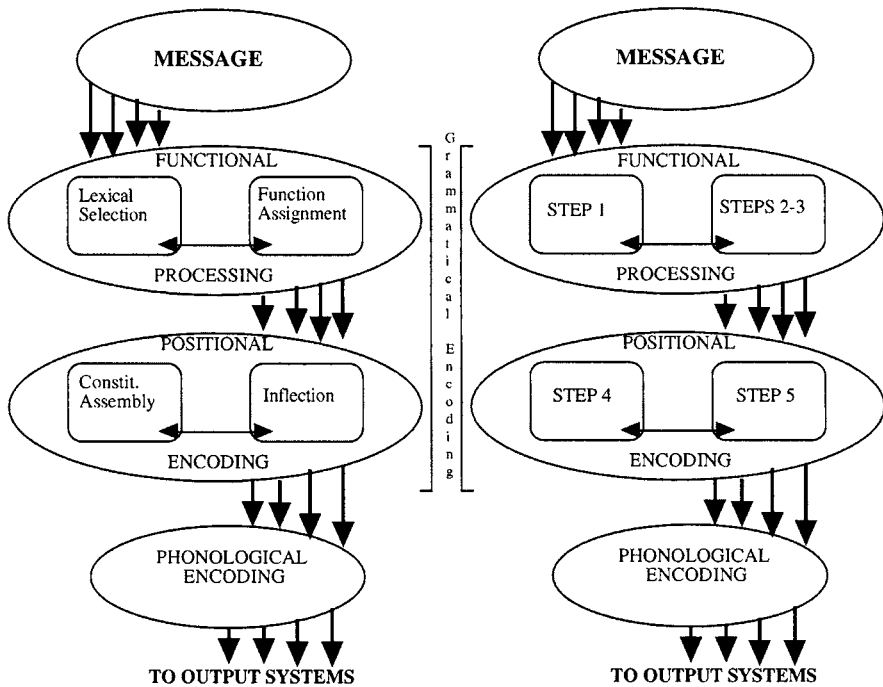 MESSAGE
FUNCTIONAL
Lexical
Selection
Function
Assignment
PROCESSING
POSITIONAL
Constit.
Assembly
Inflection
ENCODING
PHONOLOGICAL
ENCODING
TO OUTPUT SYSTEMS
Grammatical Encoding
MESSAGE
FUNCTIONAL
STEP 1
STEPS 2-3
PROCESSING
POSITIONAL
STEP 4
STEP 5
ENCODING
PHONOLOGICAL
ENCODING
TO OUTPUT SYSTEMS